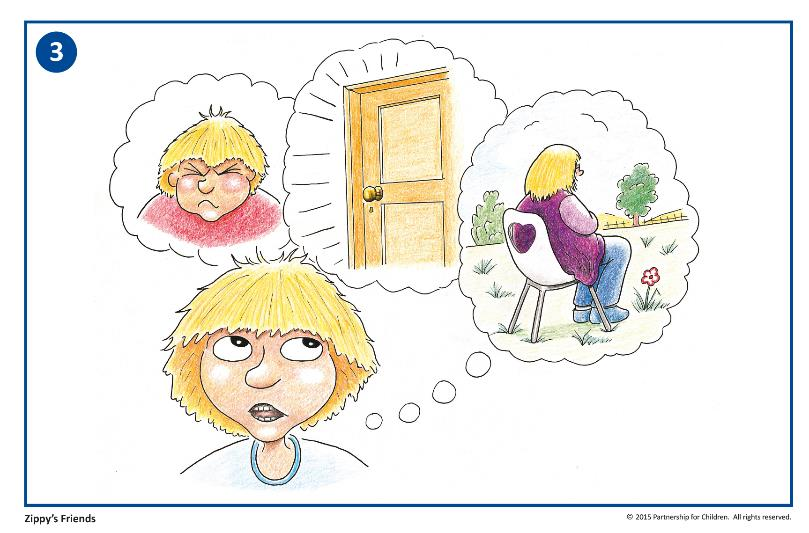 3
Zippy's Friends
© 2015 Partnership for Children. All rights reserved.